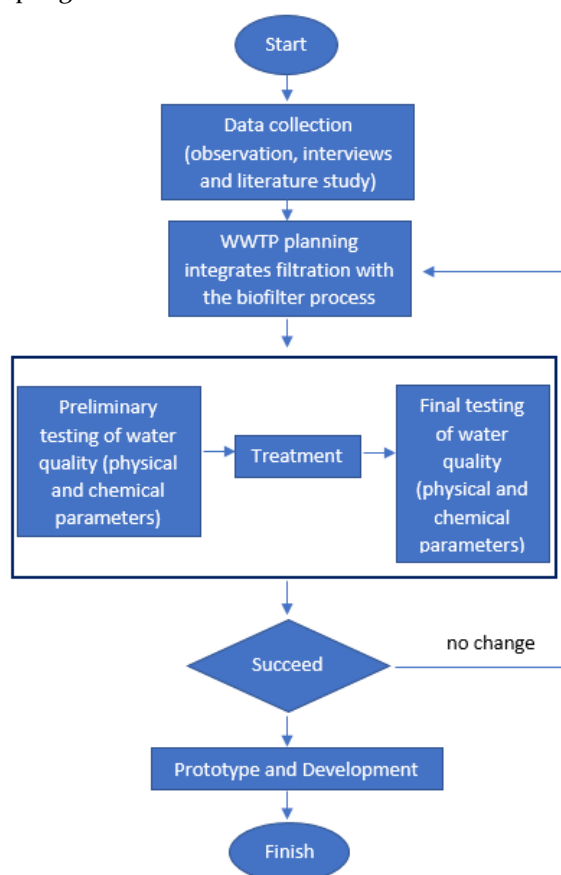 Start
Data collection
(observation, interviews
and literature study)
WWTP planning
integrates filtration with
the biofilter process
Preliminary
testing of water
quality (physical
and chemical
parameters)
Treatment
Final testing
of water
quality
(physical
and
chemical
parameters)
Succeed
no change
Prototype and Development
Finish